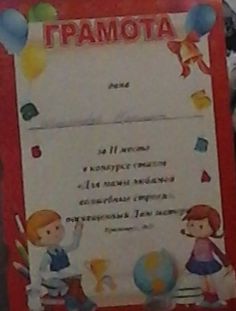 ГРАМОТА
дана
за II место
в конкурсе стихов
«Для мамы любимой
волшебные строки»,
посвященный Дню матери